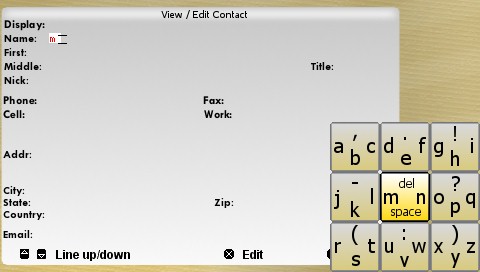 View / Edit Contact
Display:
Name: m
First:
Middle: Title:
Nick:
Phone: Fax:
Cell: Work:
Addr:
City:
State: Zip:
Country:
Email:
Line up/down Edit
a , c b
d . f e
g ! i h
j - l k
del m n space
o ? q p
r ( t s
u : w v
x ) z y